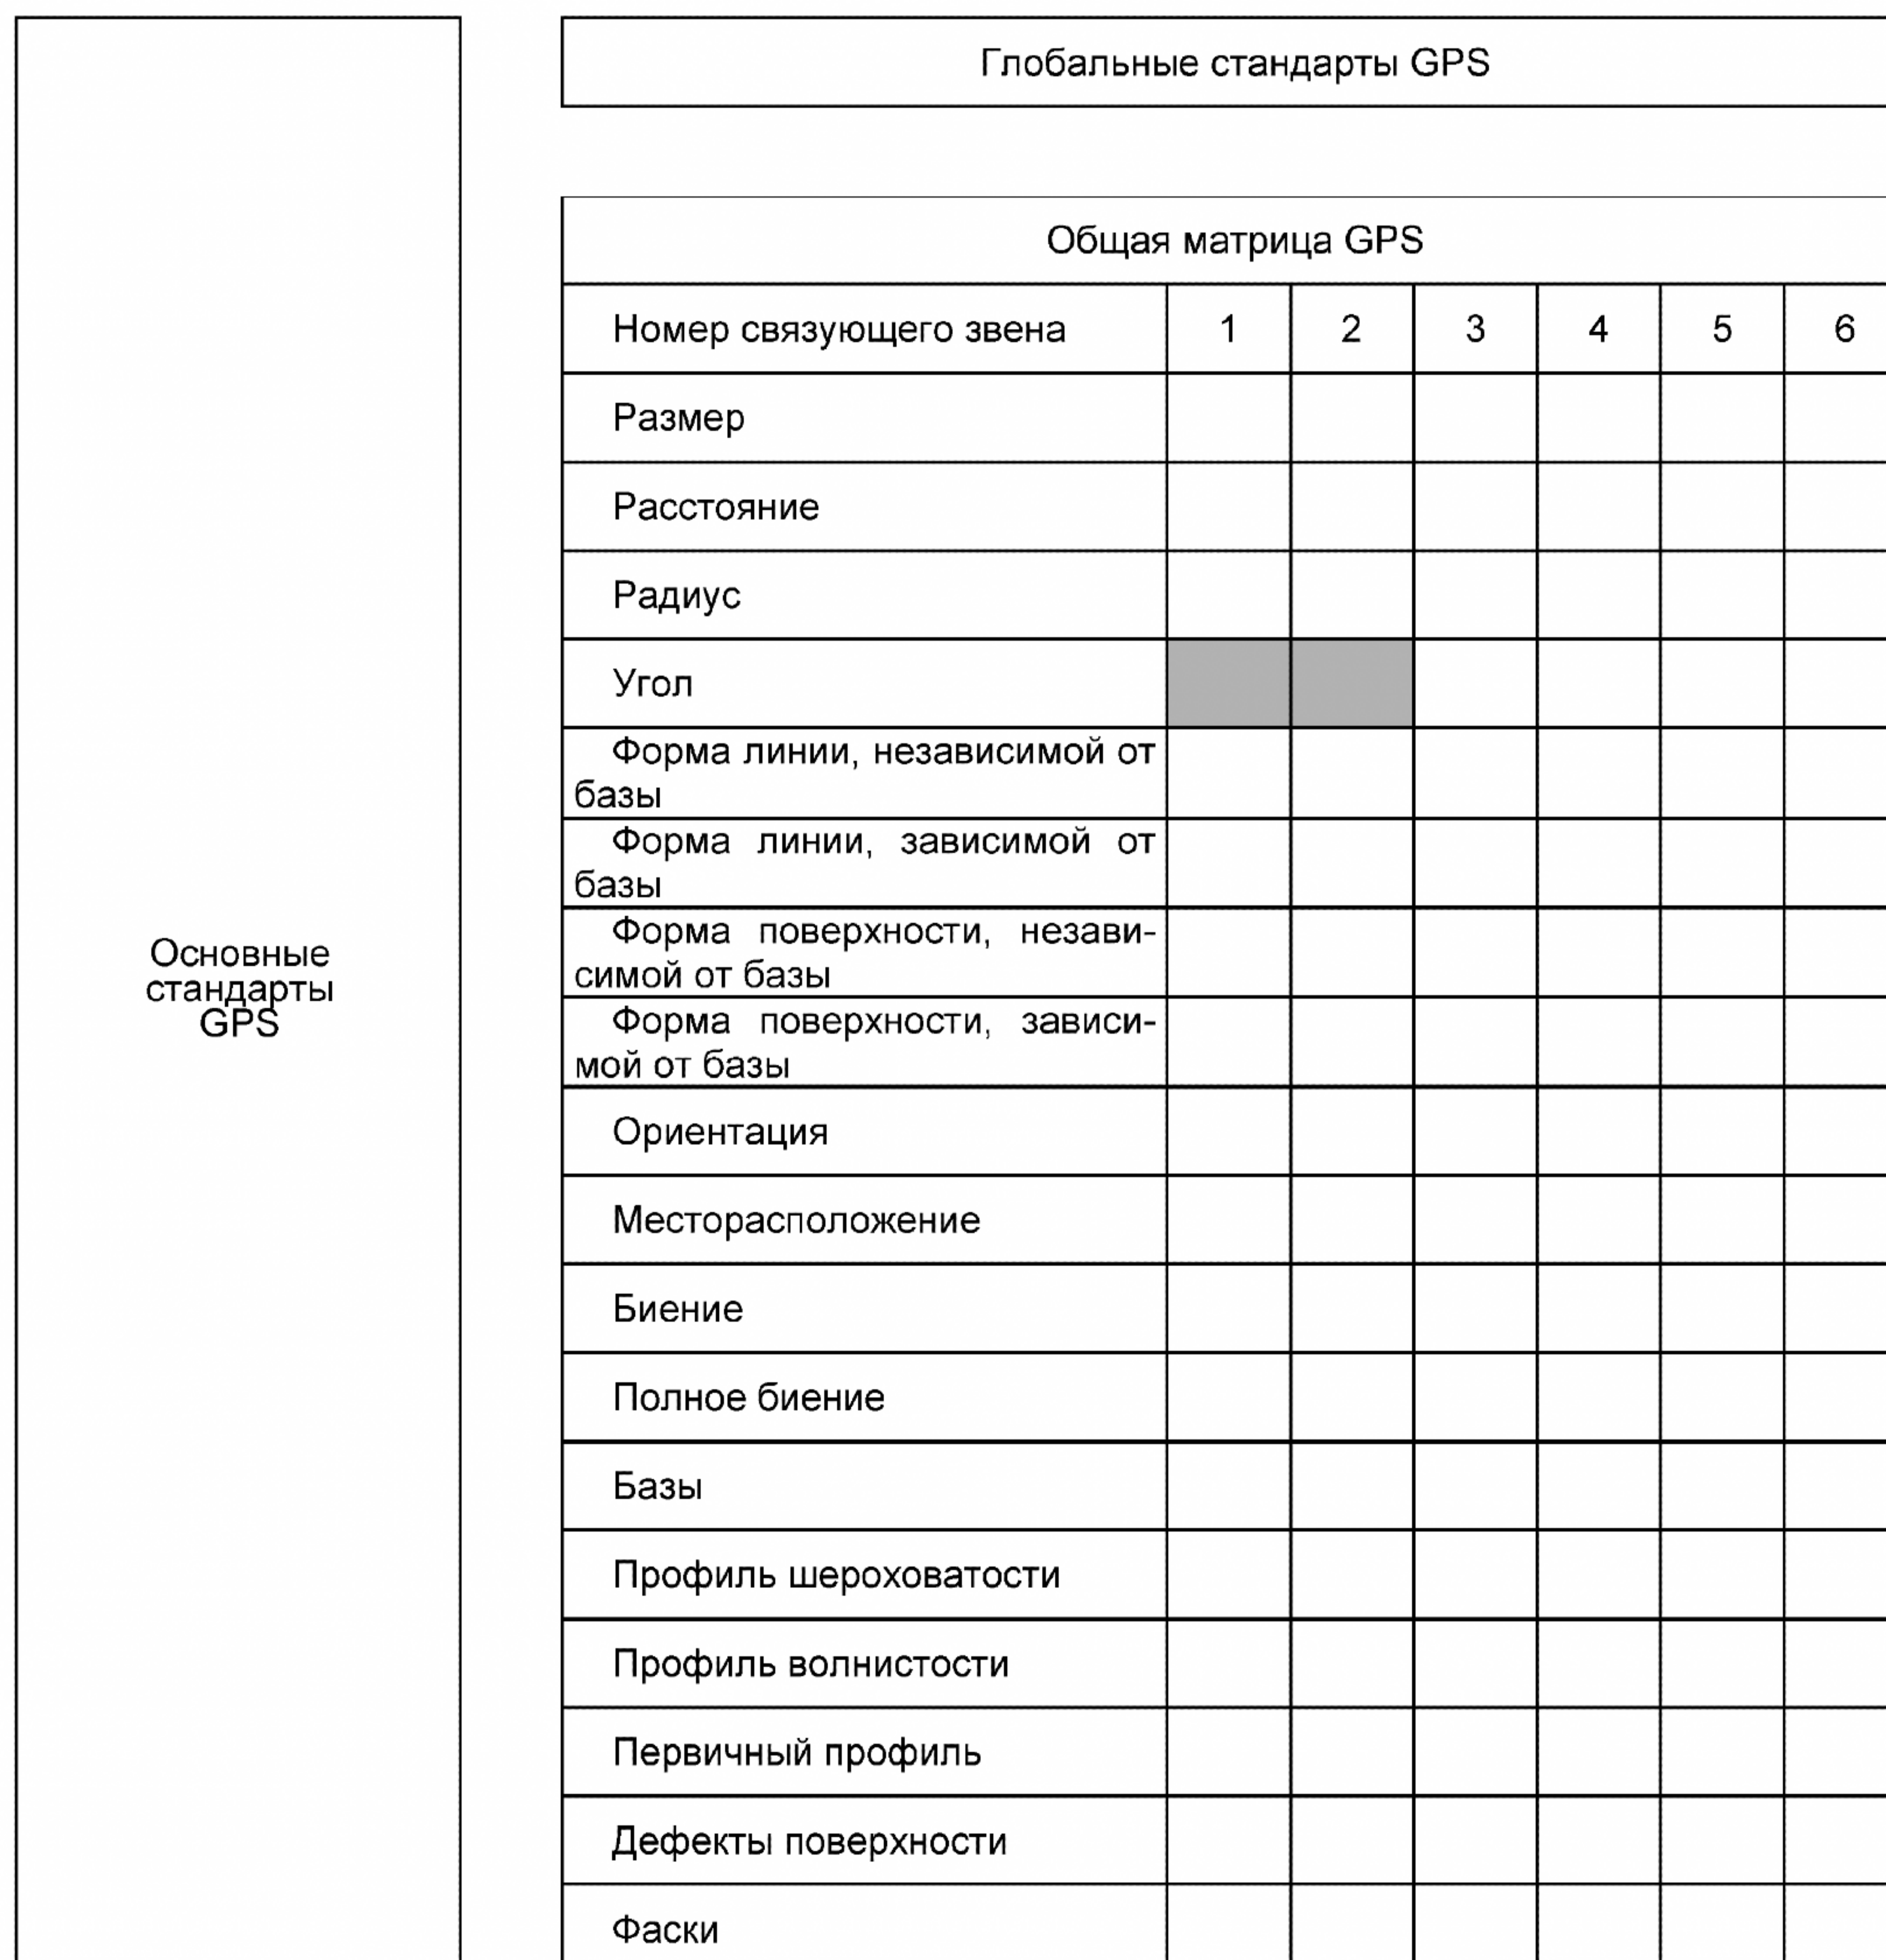 Основные
стандарты
GPS
Глобальные стандарты GPS
Общая матрица GPS
Номер связующего звена 1 2 3 4 5 6
Размер
Расстояние
Радиус
Угол
Форма линии, независимой от
базы
Форма линии, зависимой от
базы
Форма поверхности, незави-
симой от базы
Форма поверхности, зависи-
мой от базы
Ориентация
Месторасположение
Биение
Полное биение
Базы
Профиль шероховатости
Профиль волнистости
Первичный профиль
Дефекты поверхности
Фаски